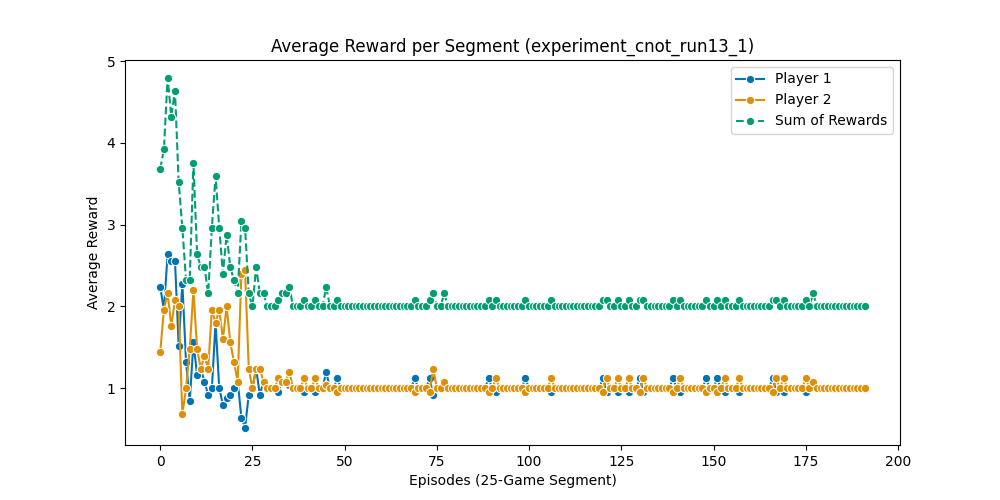 Average Reward per Segment (experiment_cnot_run13_1)
Player 1
Player 2
Sum of Rewards
Average Reward
5
4
3
2
1
0 25 50 75 100 125 150 175 200
Episodes (25-Game Segment)